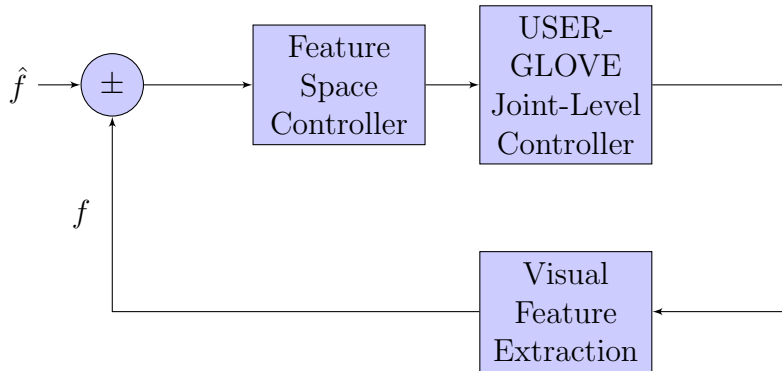 f̂
±
Feature
Space
Controller
USER-
GLOVE
Joint-Level
Controller
f
Visual
Feature
Extraction